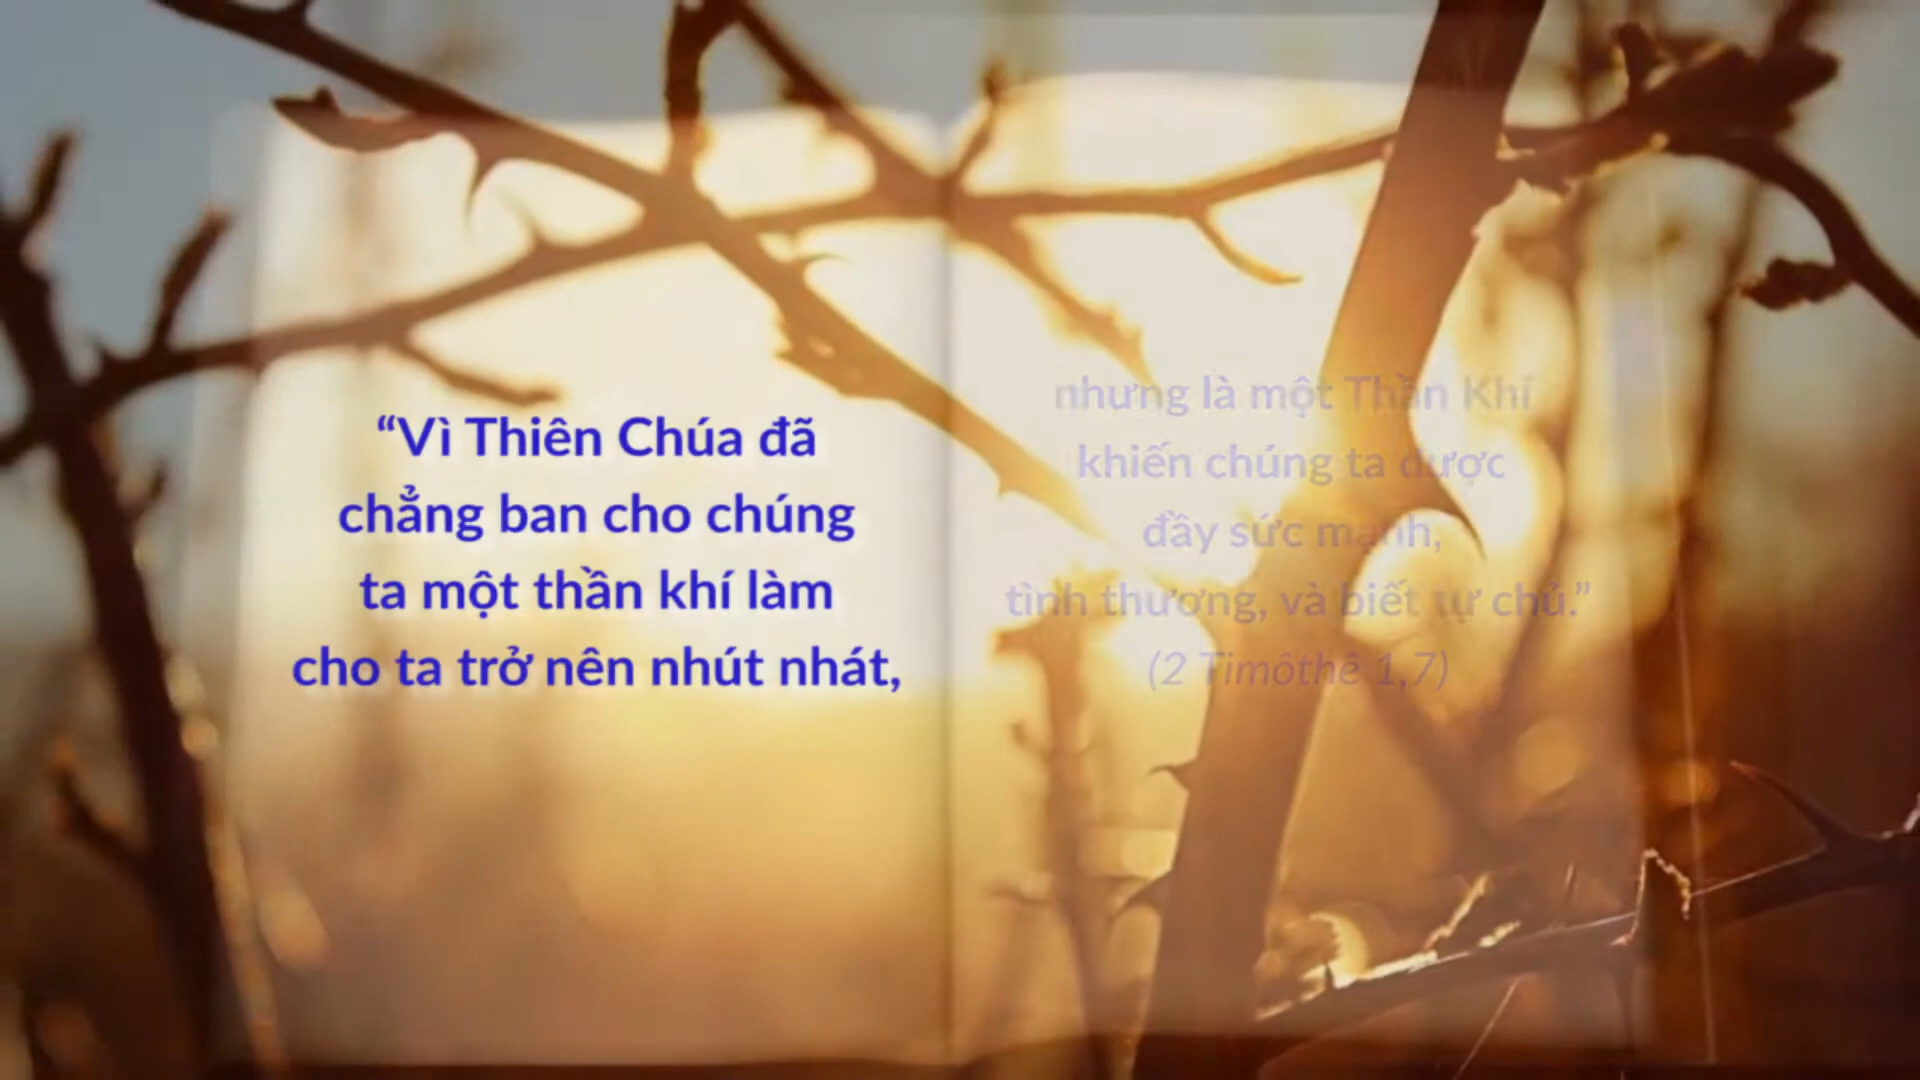 “Vì Thiên Chúa đã
chẳng ban cho chúng
ta một thần khí làm
cho ta trở nên nhút nhát,
nhưng là một Thần Khí
khiến chúng ta được
đầy sức mạnh,
tình thương, và biết tự chủ.”
(2 Timôthê 1,7)